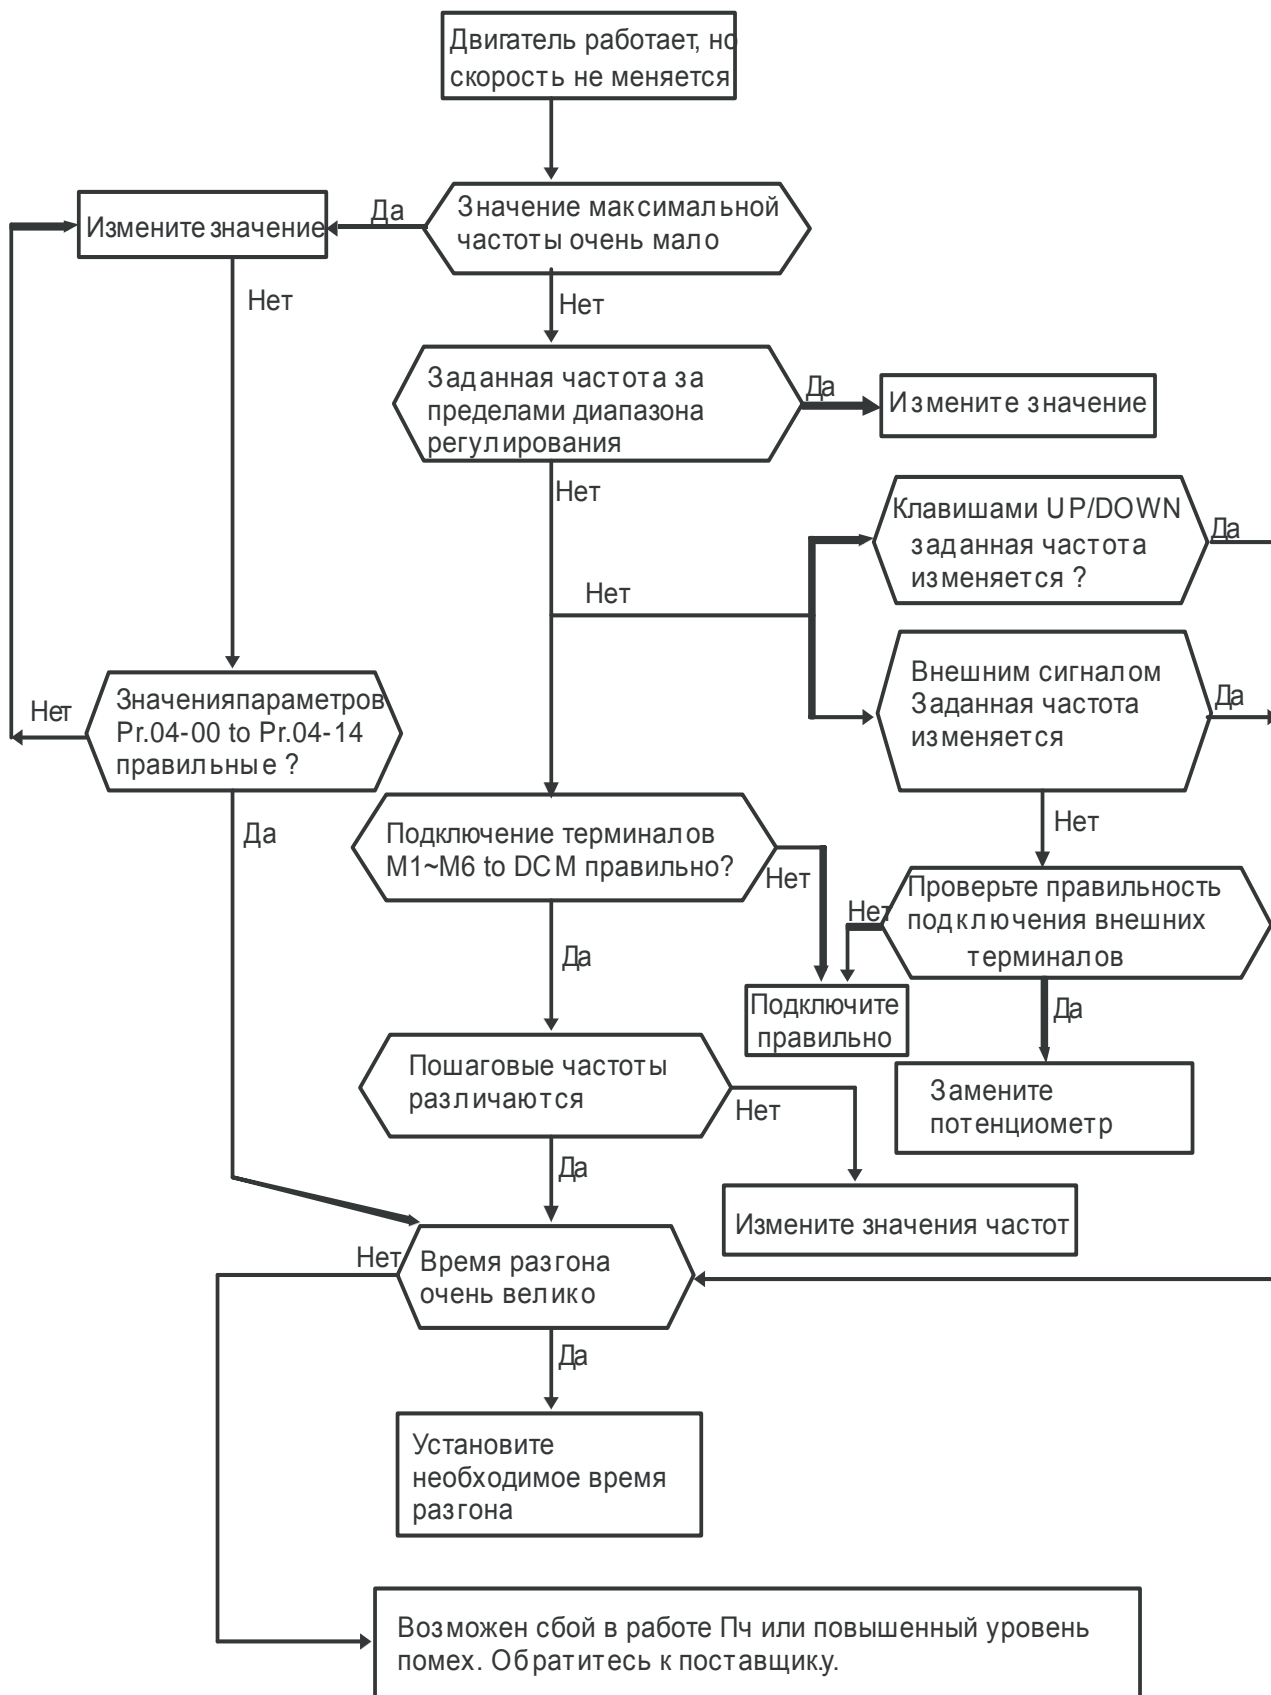 Двигатель работает, но
скорость не меняется
Измените значение
Да
Значение максимальной
частоты очень мало
Нет
Нет
Заданная частота за
пределами диапазона
регулирования
Да
Измените значение
Нет
Клавишами UP/DOWN
заданная частота
изменяется ?
Да
Нет
Внешним сигналом
Заданная частота
изменяется
Да
Нет
Значенияпараметров
Pr.04-00 to Pr.04-14
правильные ?
Да
Нет
Подключение терминалов
M1~M6 to DCM правильно?
Нет
Нет
Проверьте правильность
подключения внешних
терминалов
Да
Подключите
правильно
Да
Пошаговые частоты
различаются
Нет
Замените
потенциометр
Да
Измените значения частот
Нет
Время разгона
очень велико
Да
Установите
необходимое время
разгона
Возможен сбой в работе Пч или повышенный уровень
помех. Обратитесь к поставщик.у.